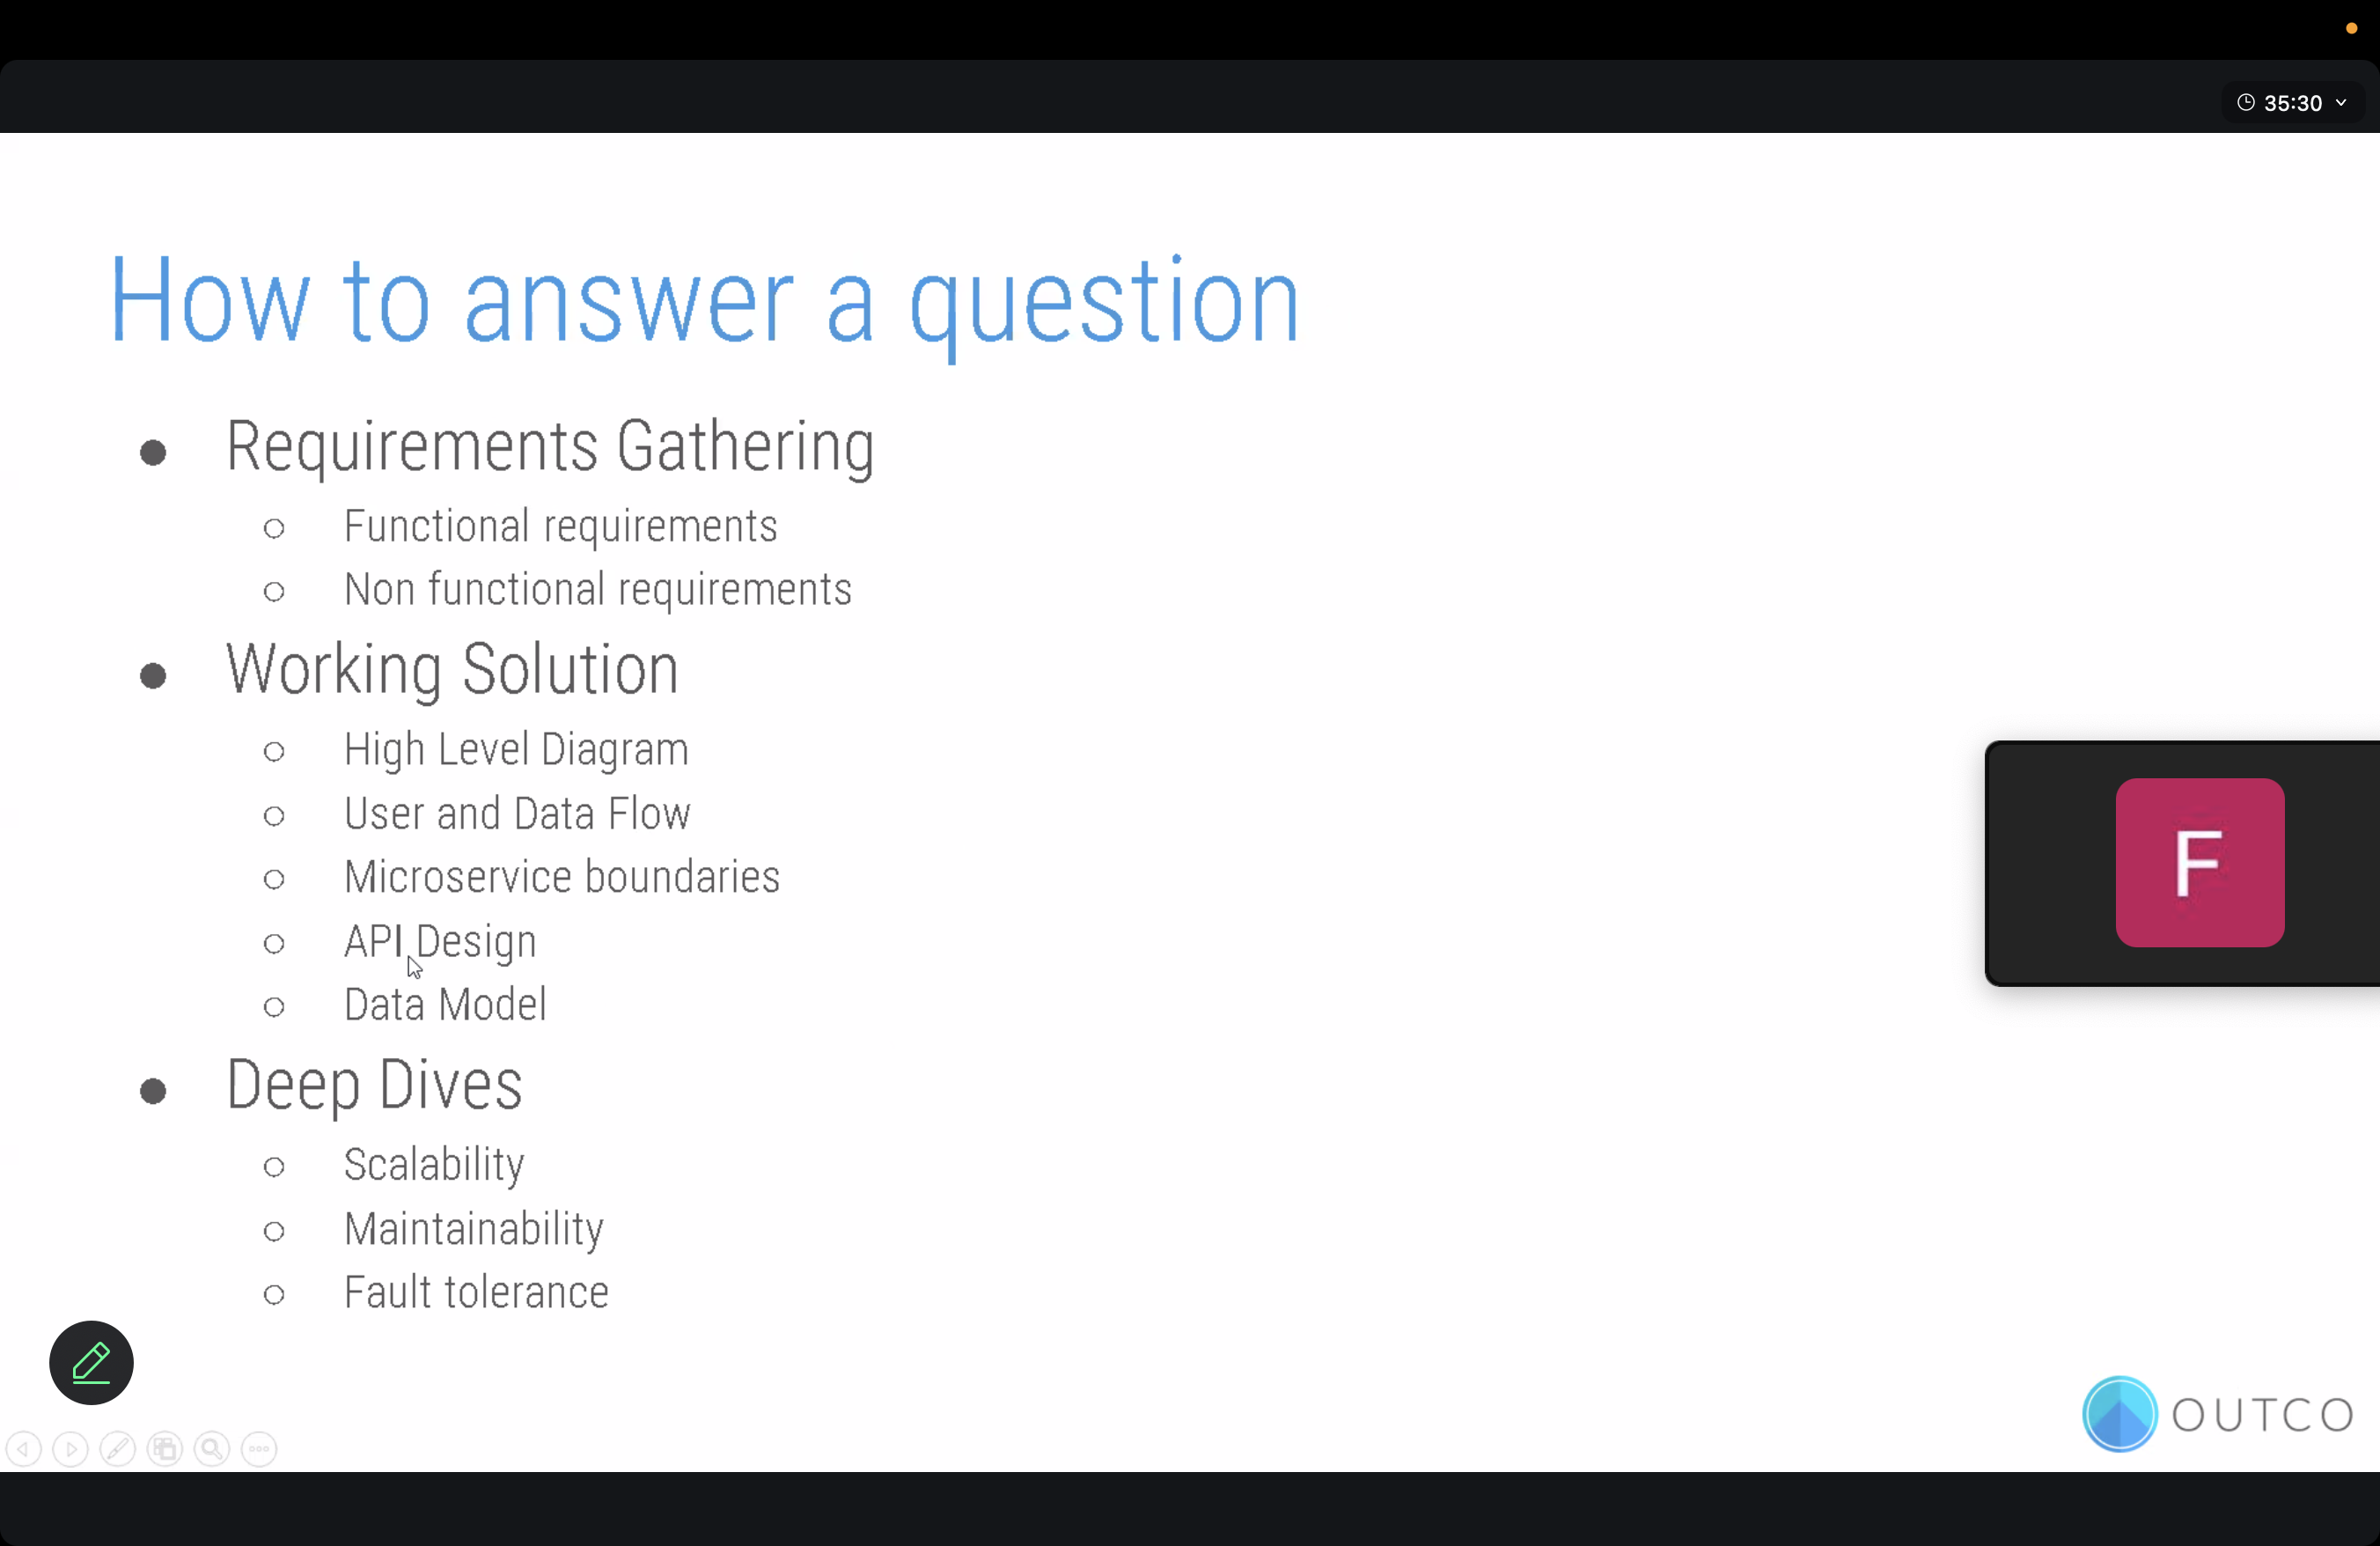 35:30
How to answer a question
Requirements Gathering
Functional requirements
Non functional requirements
Working Solution
High Level Diagram
User and Data Flow
Microservice boundaries
API Design
Data Model
Deep Dives
Scalability
Maintainability
Fault tolerance
F
OUTCO